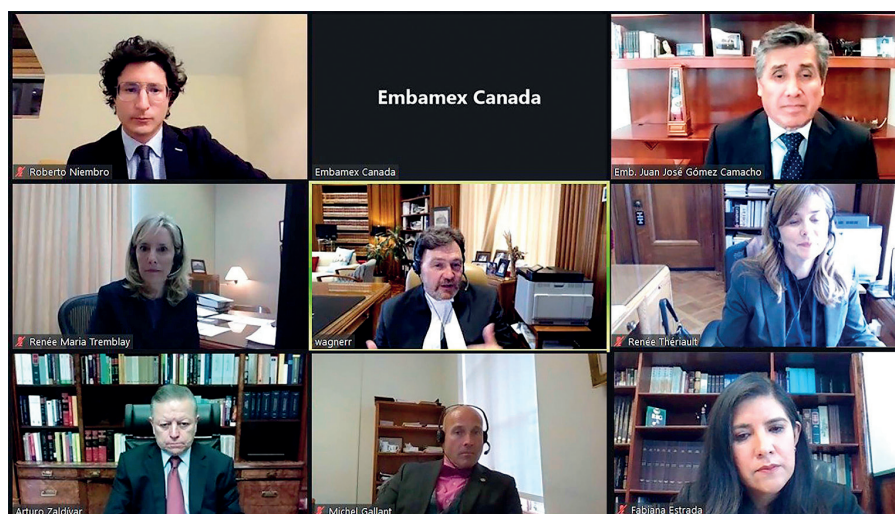 Embamex Canada
Roberto Niembro
Embamex Canada
Emb. Juan José Gómez Camacho
Renée Maria Tremblay
wagnerr
Renée Thériault
Arturo Zaldívar
Michel Gallant
Fabiana Estrada